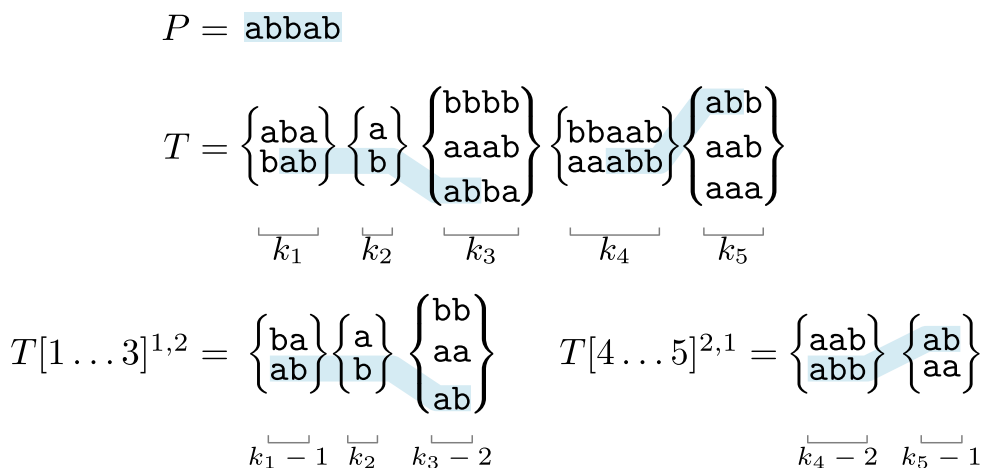 P = abbab
bbbb abb
aba a bbaab
T = aaab aab
bab b aaabb
abba aaa
k1 k2 k3 k4 k5
bb
ba a aab ab
T[1...3]^{1,2} = aa T[4...5]^{2,1} =
ab b abb aa
ab
k1 − 1 k2 k3 − 2 k4 − 2 k5 − 1